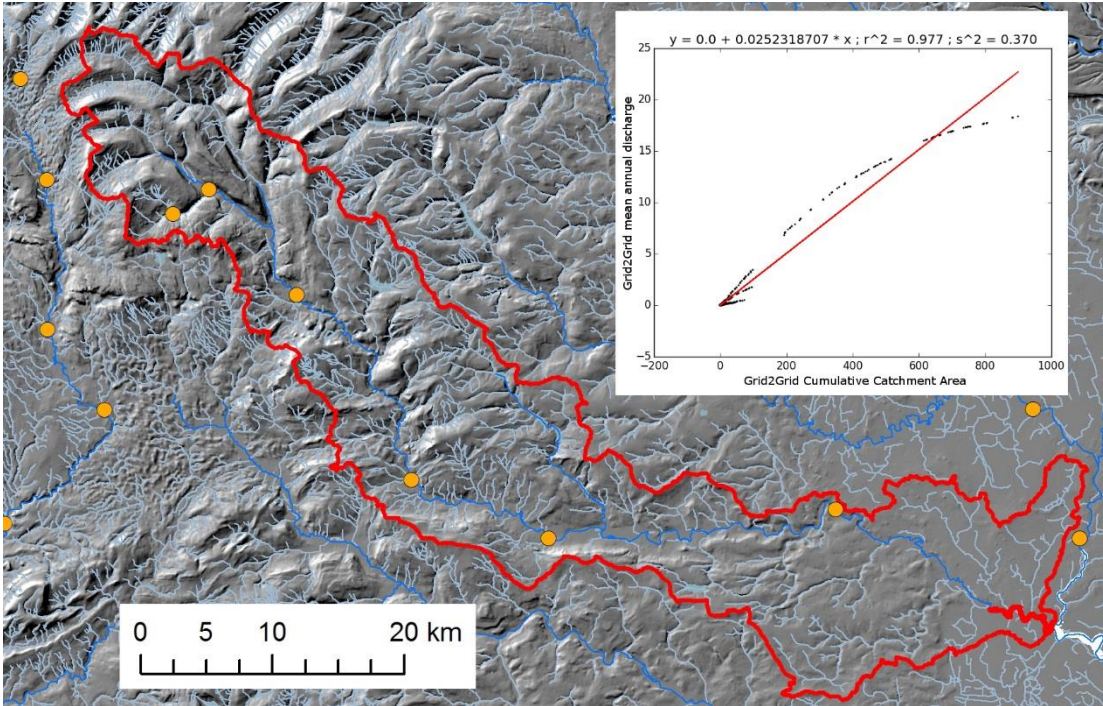 y = 0.0 + 0.0252318707 * x ; r^2 = 0.977 ; s^2 = 0.370
Grid2Grid mean annual discharge
25
20
15
10
5
0
−5
−200 0 200 400 600 800 1000
Grid2Grid Cumulative Catchment Area
0 5 10 20 km